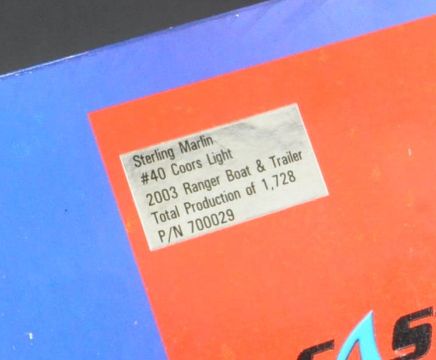 Sterling Marlin
#40 Coors Light
2003 Ranger Boat & Trailer
Total Production of 1,728
P/N 700029